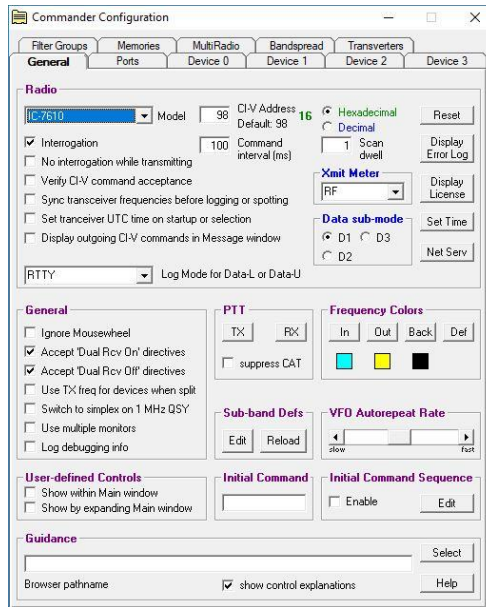 Commander Configuration
Filter Groups Memories MultiRadio Bandspread Transverters
General Ports Device 0 Device 1 Device 2 Device 3
Radio
IC-7610 Model 98 CI-V Address 16 Hexadecimal Reset
Default: 98 Decimal
Interrogation 100 Command interval (ms) 1 Scan dwell Display Error Log
No interrogation while transmitting
Verify CI-V command acceptance Xmit Meter Display License
Sync transceiver frequencies before logging or spotting RF
Set tranceiver UTC time on startup or selection Data sub-mode Set Time
Display outgoing CI-V commands in Message window D1 D3
D2 Net Serv
RTTY Log Mode for Data-L or Data-U
General PTT Frequency Colors
Ignore Mousewheel TX RX In Out Back Def
Accept 'Dual Rcv On' directives
Accept 'Dual Rcv Off' directives suppress CAT
Use TX freq for devices when split
Switch to simplex on 1 MHz QSY Sub-band Defs VFO Autorepeat Rate
Use multiple monitors Edit Reload
Log debugging info slow fast
User-defined Controls Initial Command Initial Command Sequence
Show within Main window Enable Edit
Show by expanding Main window
Guidance
Select
Browser pathname show control explanations Help